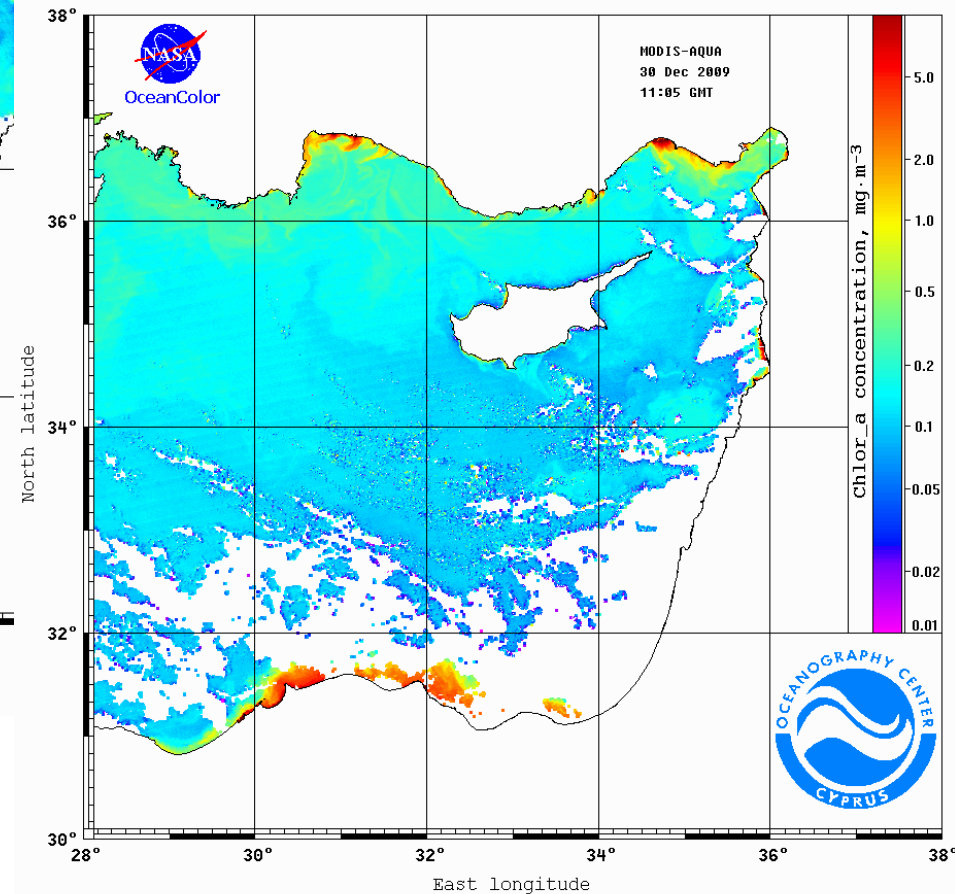 38°
NASA
OceanColor
MODIS-AQUA
30 Dec 2009
11:05 GMT
36°
34°
32°
30°
North latitude
28°
30°
32°
34°
36°
38°
East longitude
Chlor_a concentration, mg·m⁻³
5.0
2.0
1.0
0.5
0.2
0.1
0.05
0.02
0.01
OCEANOGRAPHY CENTER
CYPRUS